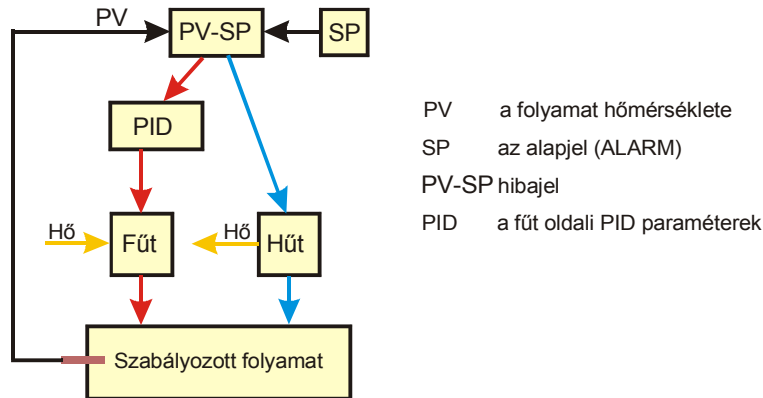 PV
PV-SP
SP
PID
Hő
Fűt
Hő
Hűt
Szabályozott folyamat
PV a folyamat hőmérséklete
SP az alapjel (ALARM)
PV-SP hibajel
PID a fűt oldali PID paraméterek